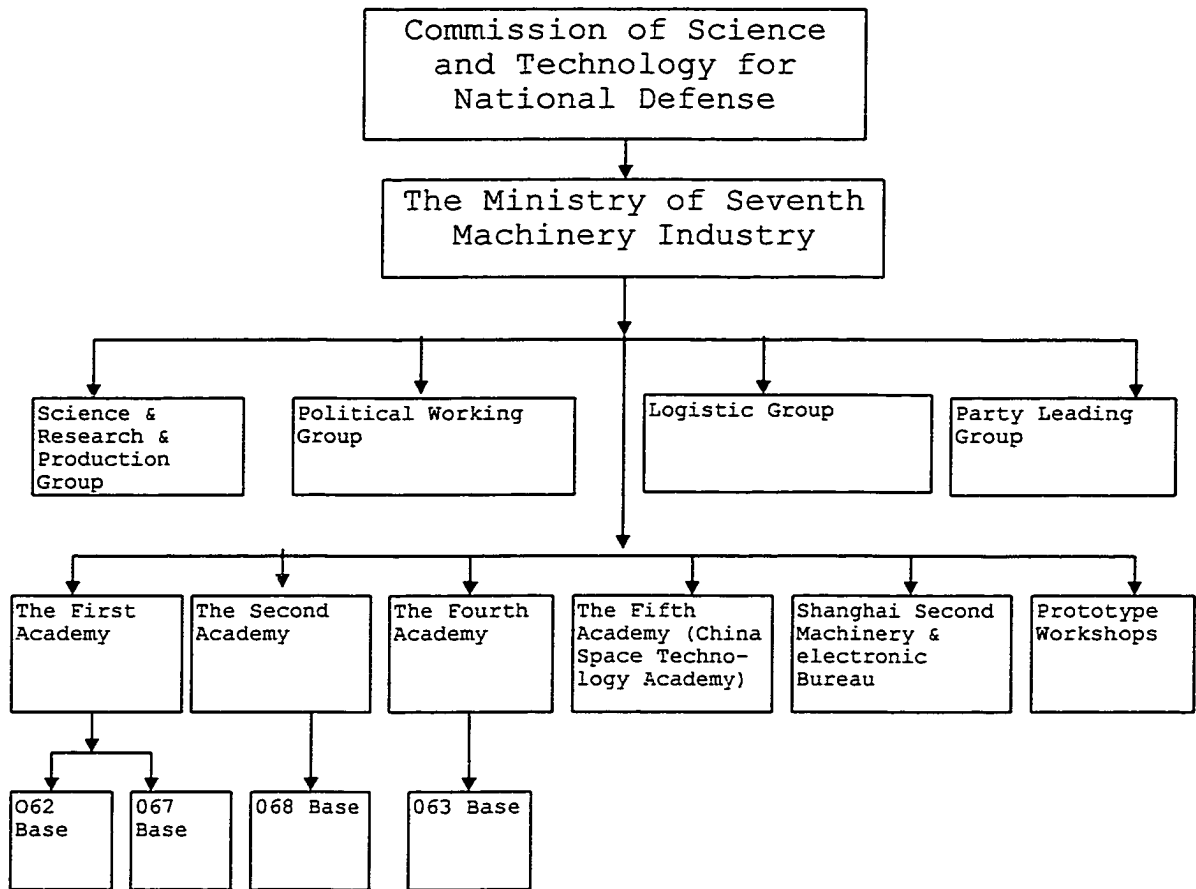 Commission of Science
and Technology for
National Defense
The Ministry of Seventh
Machinery Industry
Science &
Research &
Production
Group
Political Working
Group
Logistic Group
Party Leading
Group
The First
Academy
The Second
Academy
The Fourth
Academy
The Fifth
Academy (China
Space Techno-
logy Academy)
Shanghai Second
Machinery &
electronic
Bureau
Prototype
Workshops
O62
Base
067
Base
068 Base
063 Base